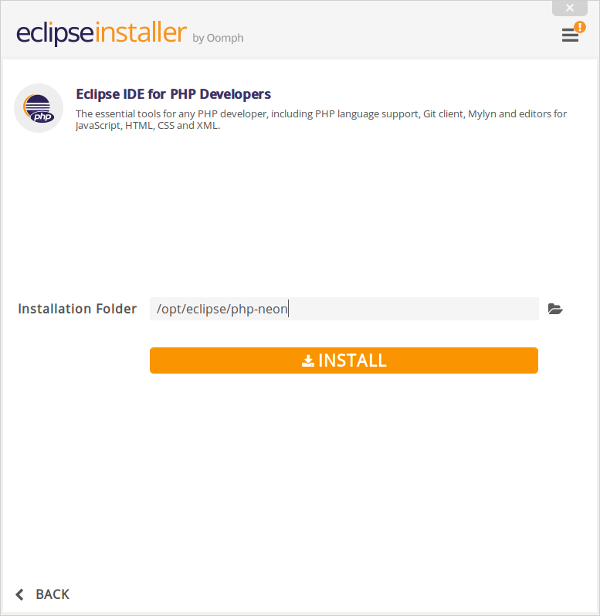 eclipseinstaller by Oomph
!
Eclipse IDE for PHP Developers
The essential tools for any PHP developer, including PHP language support, Git client, Mylyn and editors for
JavaScript, HTML, CSS and XML.
php
Installation Folder /opt/eclipse/php-neon
INSTALL
BACK